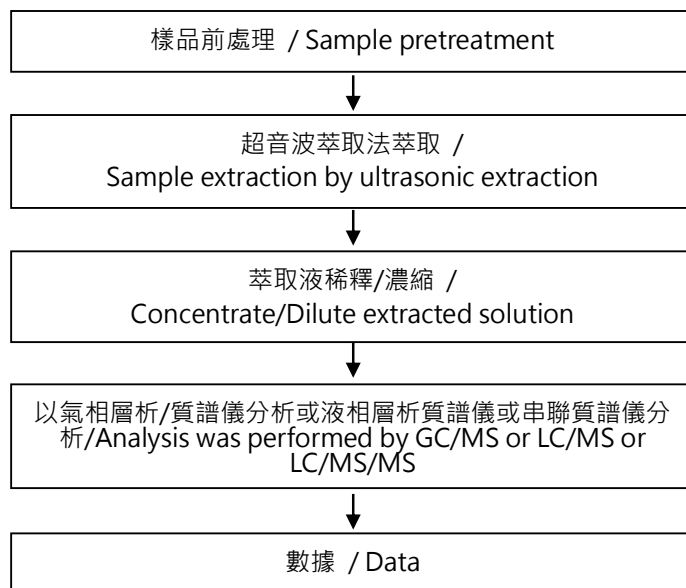 樣品前處理 / Sample pretreatment
超音波萃取法萃取 /
Sample extraction by ultrasonic extraction
萃取液稀釋/濃縮 /
Concentrate/Dilute extracted solution
以氣相層析/質譜儀分析或液相層析質譜儀或串聯質譜儀分
析/Analysis was performed by GC/MS or LC/MS or
LC/MS/MS
數據 / Data